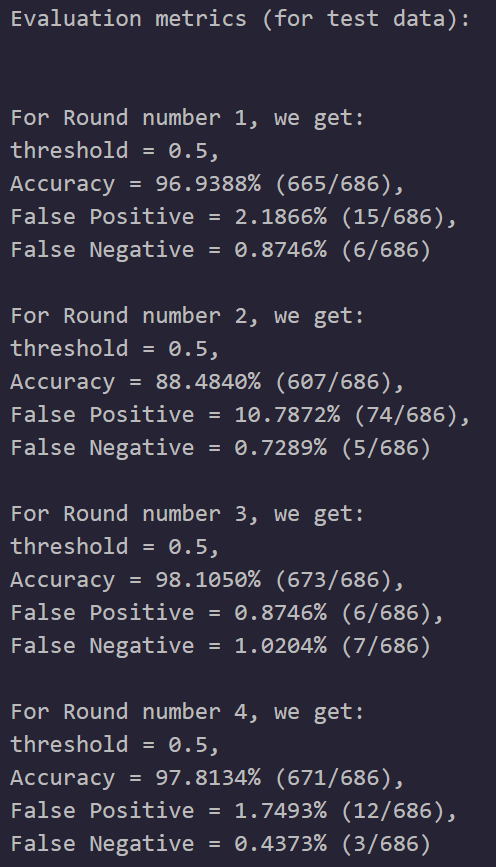 Evaluation metrics (for test data):
For Round number 1, we get:
threshold = 0.5,
Accuracy = 96.9388% (665/686),
False Positive = 2.1866% (15/686),
False Negative = 0.8746% (6/686)
For Round number 2, we get:
threshold = 0.5,
Accuracy = 88.4840% (607/686),
False Positive = 10.7872% (74/686),
False Negative = 0.7289% (5/686)
For Round number 3, we get:
threshold = 0.5,
Accuracy = 98.1050% (673/686),
False Positive = 0.8746% (6/686),
False Negative = 1.0204% (7/686)
For Round number 4, we get:
threshold = 0.5,
Accuracy = 97.8134% (671/686),
False Positive = 1.7493% (12/686),
False Negative = 0.4373% (3/686)